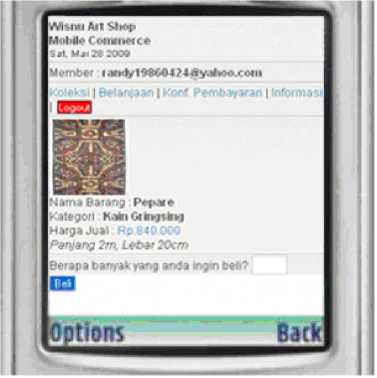 Wisnu Art Shop
Mobile Commerce
Sat, Mar 28 2009
Member : randy19860424@yahoo.com
Koleksi | Belanjaan | Konf. Pembayaran | Informasi
| Logout
Nama Barang : Pepare
Kategori : Kain Gringsing
Harga Jual : Rp.840.000
Panjang 2m, Lebar 20cm
Berapa banyak yang anda ingin beli?
Beli
Options Back